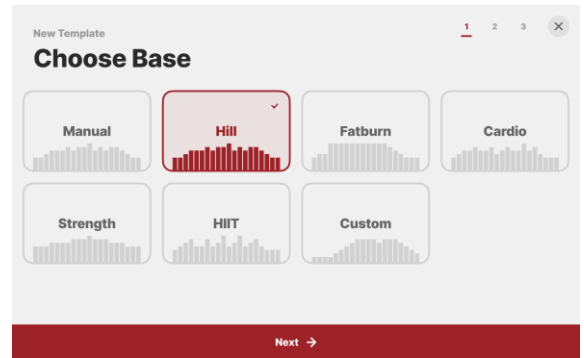 New Template
1 2 3
Choose Base
Manual
Hill
Fatburn
Cardio
Strength
HIIT
Custom
Next